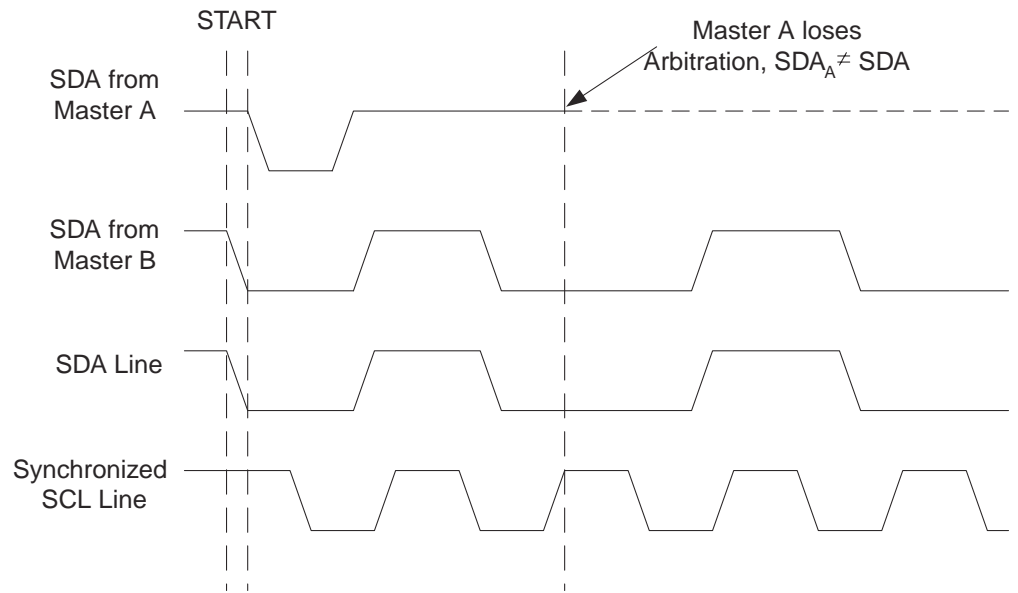 START
Master A loses
Arbitration, SDA_A ≠ SDA
SDA from
Master A
SDA from
Master B
SDA Line
Synchronized
SCL Line